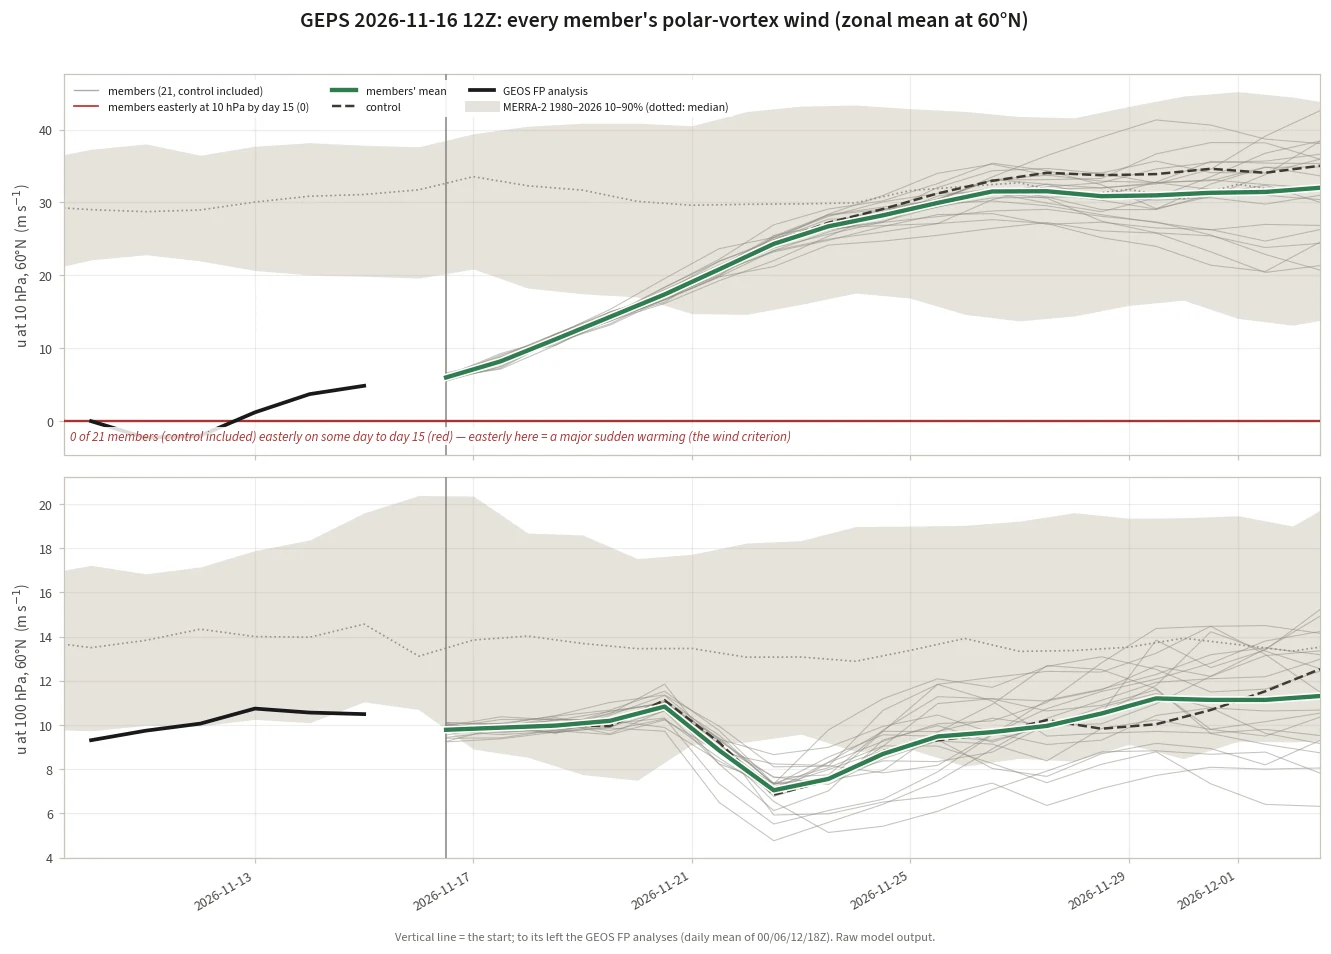 GEPS 2026-11-16 12Z: every member's polar-vortex wind (zonal mean at 60°N)
members (21, control included)
members easterly at 10 hPa by day 15 (0)
members' mean
control
GEOS FP analysis
MERRA-2 1980–2026 10–90% (dotted: median)
u at 10 hPa, 60°N (m s⁻¹)
40
30
20
10
0
0 of 21 members (control included) easterly on some day to day 15 (red) — easterly here = a major sudden warming (the wind criterion)
u at 100 hPa, 60°N (m s⁻¹)
20
18
16
14
12
10
8
6
4
2026-11-13
2026-11-17
2026-11-21
2026-11-25
2026-11-29
2026-12-01
Vertical line = the start; to its left the GEOS FP analyses (daily mean of 00/06/12/18Z). Raw model output.